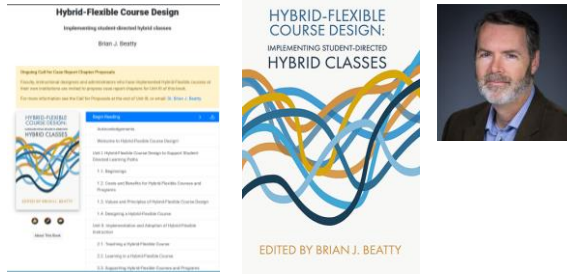 Hybrid-Flexible Course Design
Implementing student-directed hybrid classes
Brian J. Beatty
Ongoing Call for Case Report Chapter Proposals
Faculty, instructional designers and administrators who have implemented Hybrid-Flexible courses at
their own institutions are invited to propose case report chapters for Unit III of this book.
For more information see the Call for Proposals at the end of Unit III, or email Dr. Brian J. Beatty
HYBRID-FLEXIBLE
COURSE DESIGN:
HYBRID CLASSES
EDITED BY BRIAN J. BEATTY
About This Book
Begin Reading
Acknowledgements
Welcome to Hybrid-Flexible Course Design!
Unit I. Hybrid-Flexible Course Design to Support Student-
Directed Learning Paths
1.1. Beginnings
1.2. Costs and Benefits for Hybrid-Flexible Courses and
Programs
1.3. Values and Principles of Hybrid-Flexible Course Design
1.4. Designing a Hybrid-Flexible Course
Unit II. Implementation and Adoption of Hybrid-Flexible
Instruction
2.1. Teaching a Hybrid-Flexible Course
2.2. Learning in a Hybrid-Flexible Course
2.3. Supporting Hybrid-Flexible Courses and Programs
HYBRID-FLEXIBLE
COURSE DESIGN:
IMPLEMENTING STUDENT-DIRECTED
HYBRID CLASSES
EDITED BY BRIAN J. BEATTY